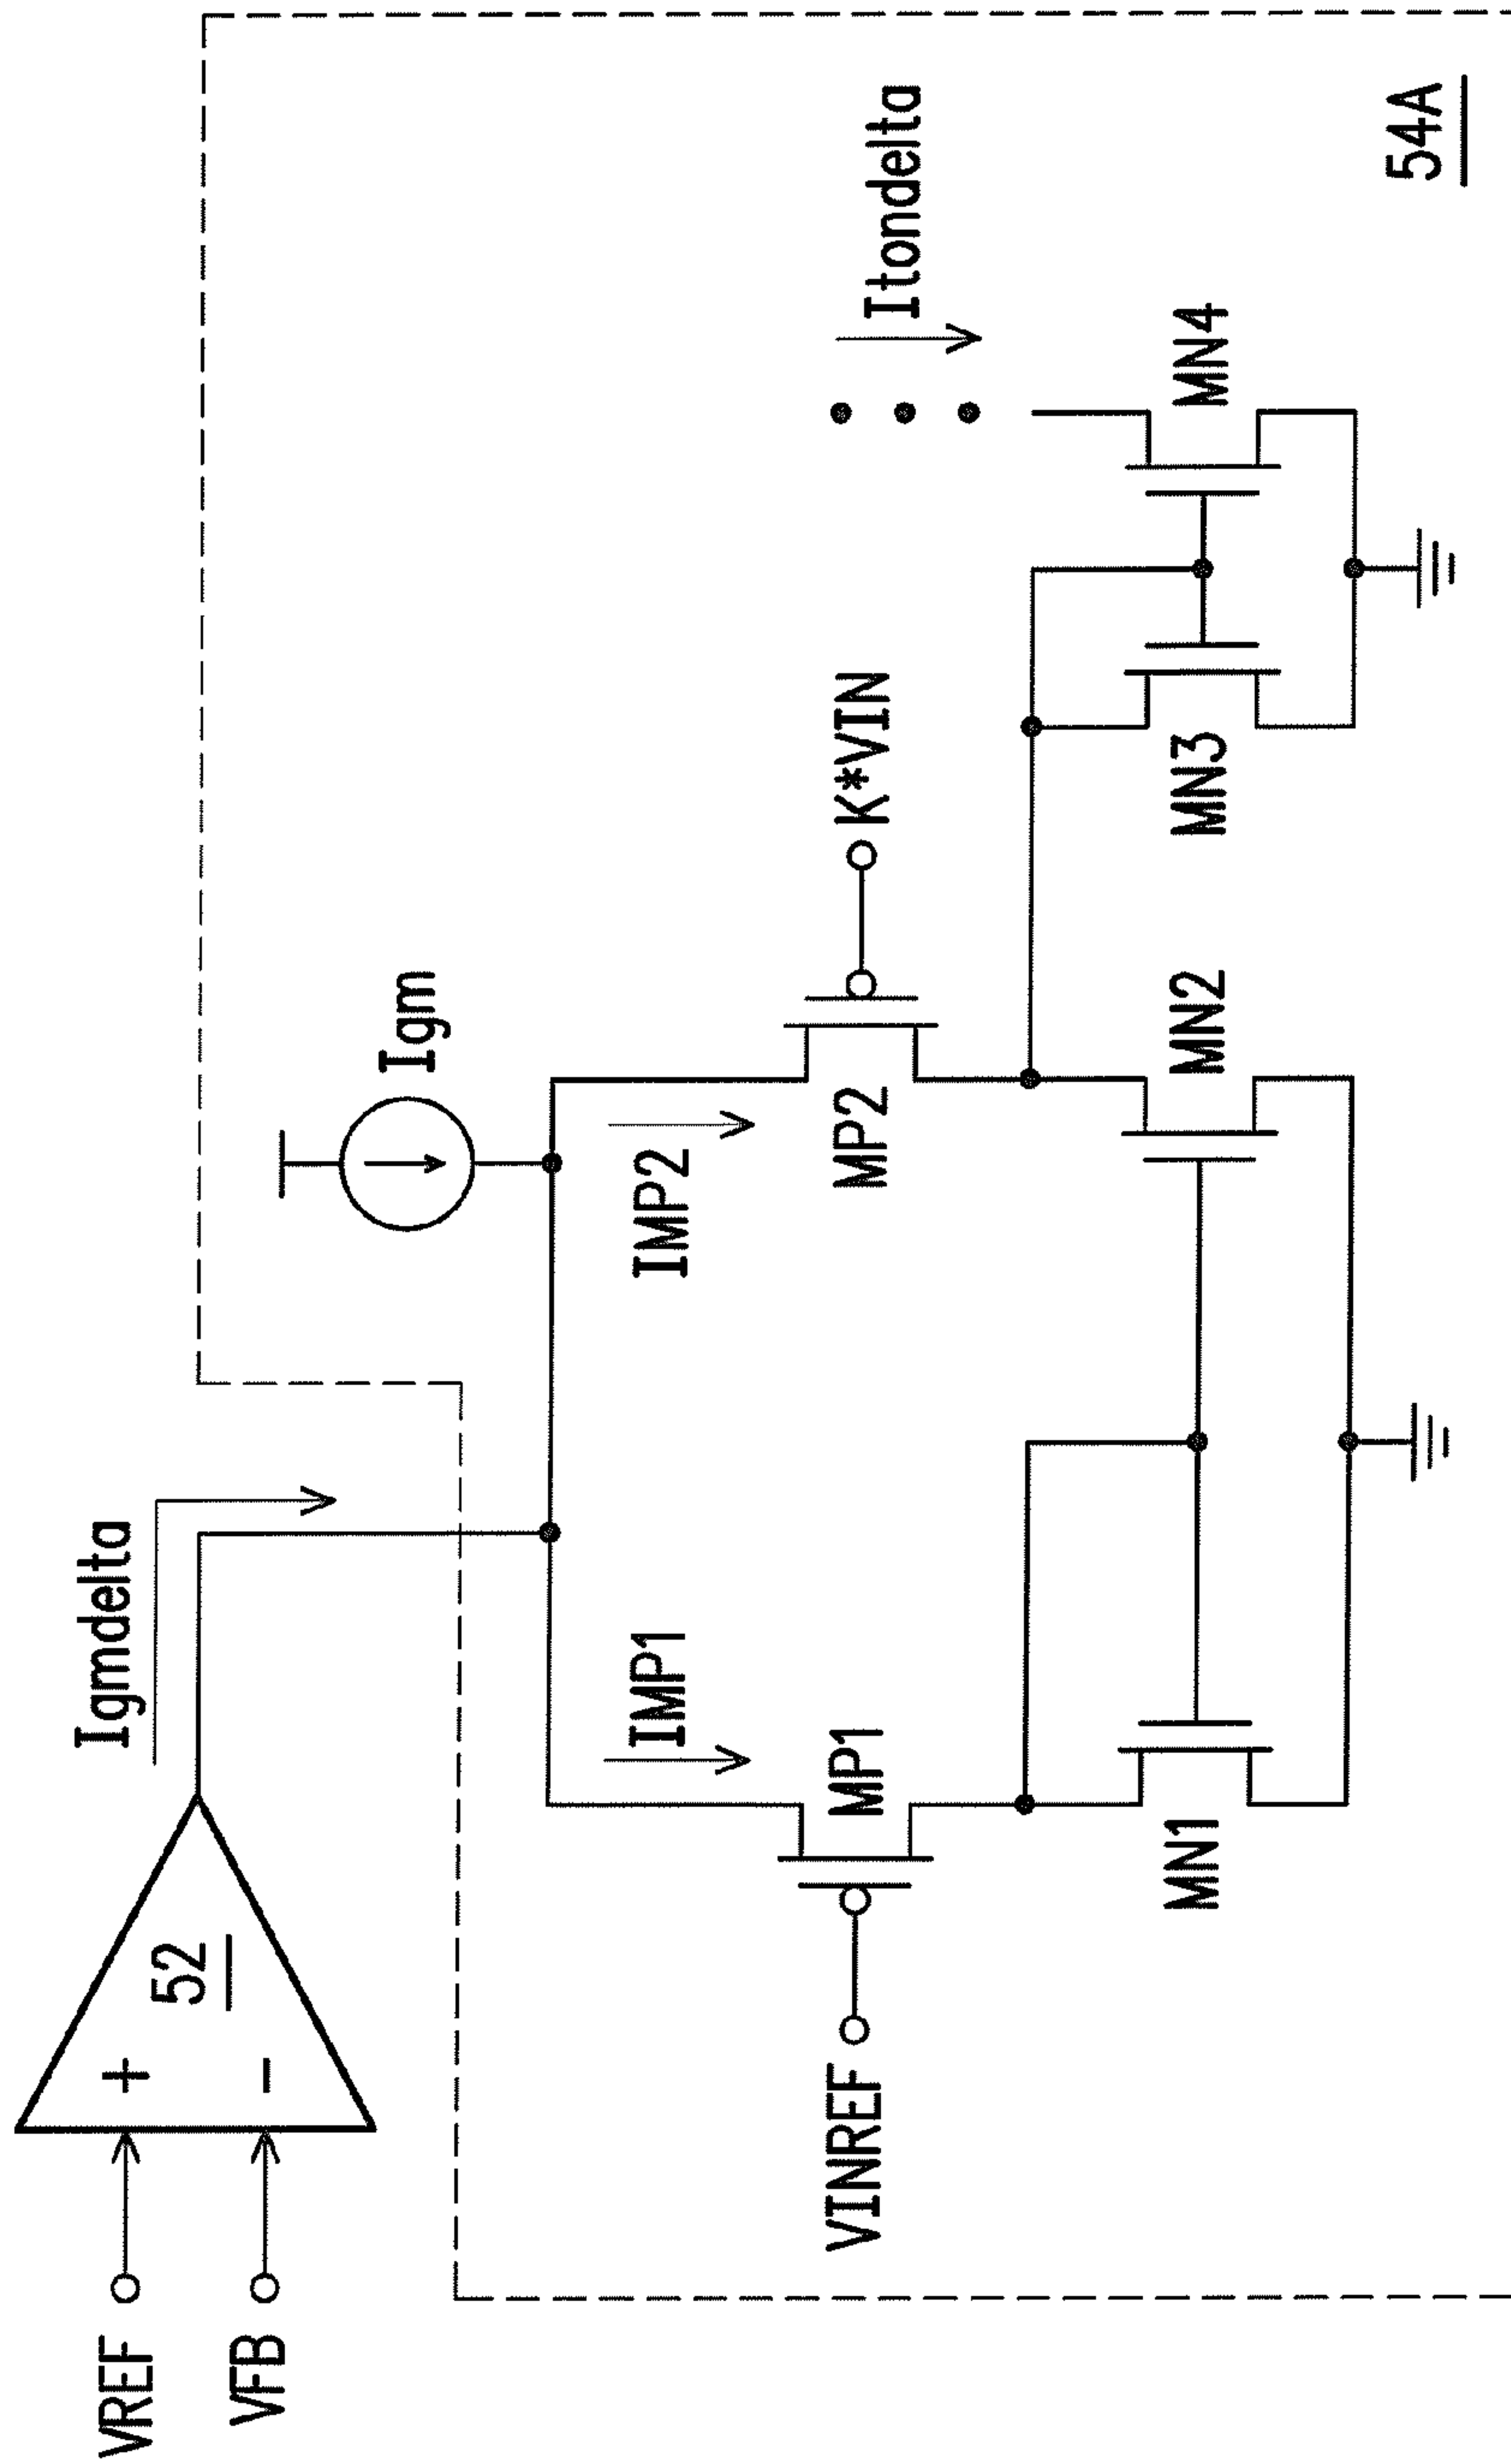 VREF
VFB
+
-
52
Igmdelta
Igm
IMP1
IMP2
VINREF
MP1
MP2
K*VIN
Itondelta
MN1
MN2
MN3
MN4
54A